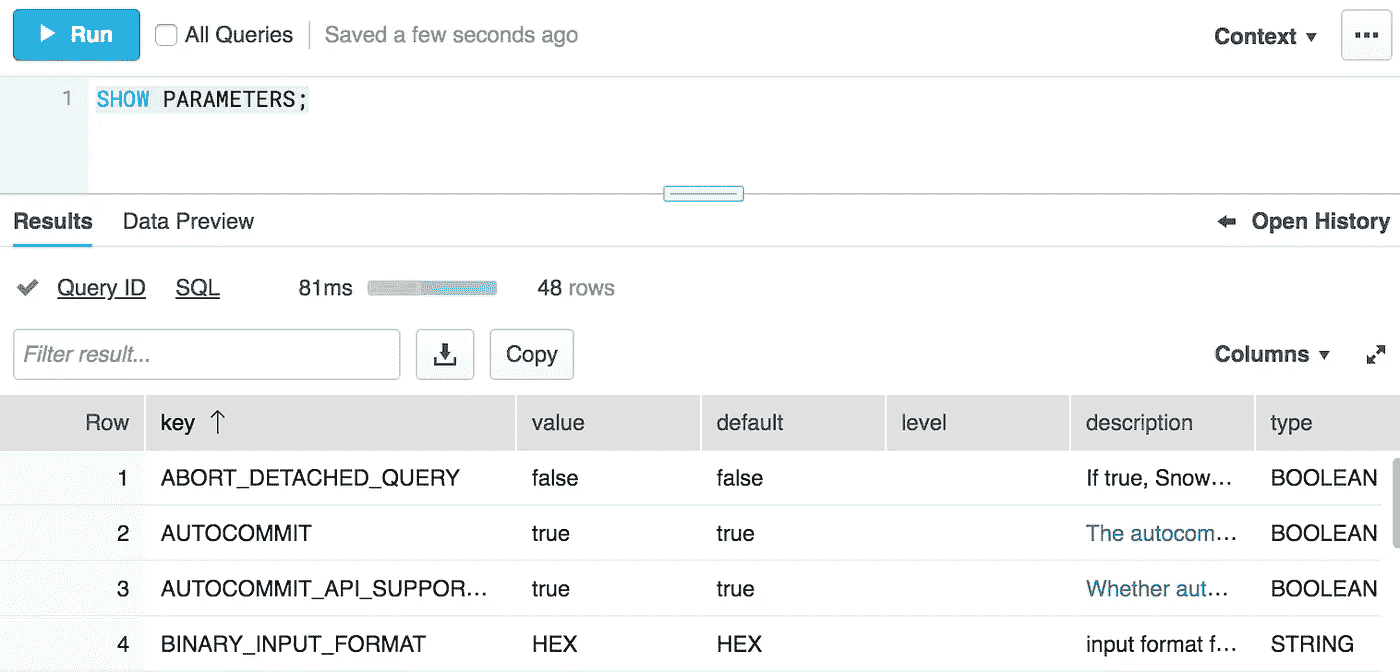 Run All Queries Saved a few seconds ago Context
1 SHOW PARAMETERS;
Results Data Preview Open History
Query ID SQL 81ms 48 rows
Filter result... Copy Columns
Row key ↑ value default level description type
1 ABORT_DETACHED_QUERY false false If true, Snow... BOOLEAN
2 AUTOCOMMIT true true The autocom... BOOLEAN
3 AUTOCOMMIT_API_SUPPOR... true true Whether aut... BOOLEAN
4 BINARY_INPUT_FORMAT HEX HEX input format f... STRING